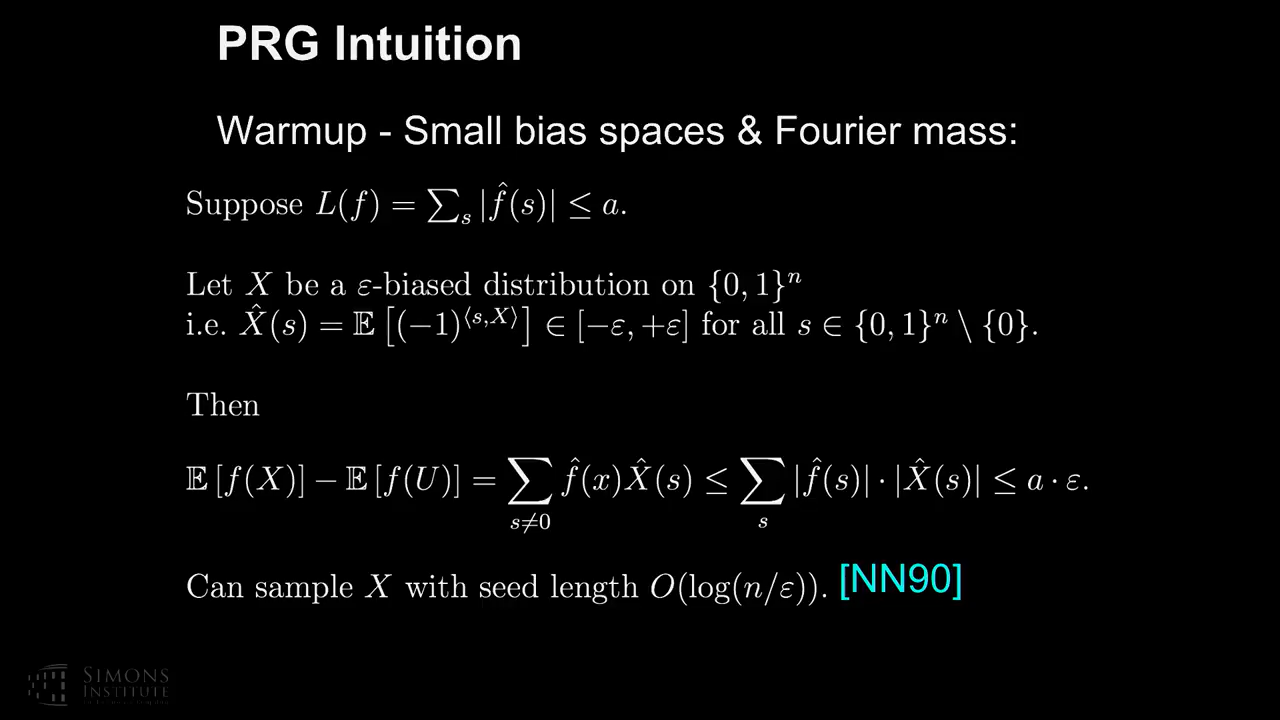 PRG Intuition
Warmup - Small bias spaces & Fourier mass:
Suppose L(f) = ∑_s |f̂(s)| ≤ a.
Let X be a ε-biased distribution on {0, 1}^n
i.e. X̂(s) = 𝔼 [(−1)^⟨s,X⟩] ∈ [−ε, +ε] for all s ∈ {0, 1}^n \ {0}.
Then
𝔼 [f(X)] − 𝔼 [f(U)] = ∑_{s≠0} f̂(x)X̂(s) ≤ ∑_s |f̂(s)| · |X̂(s)| ≤ a · ε.
Can sample X with seed length O(log(n/ε)). [NN90]
SIMONS
INSTITUTE